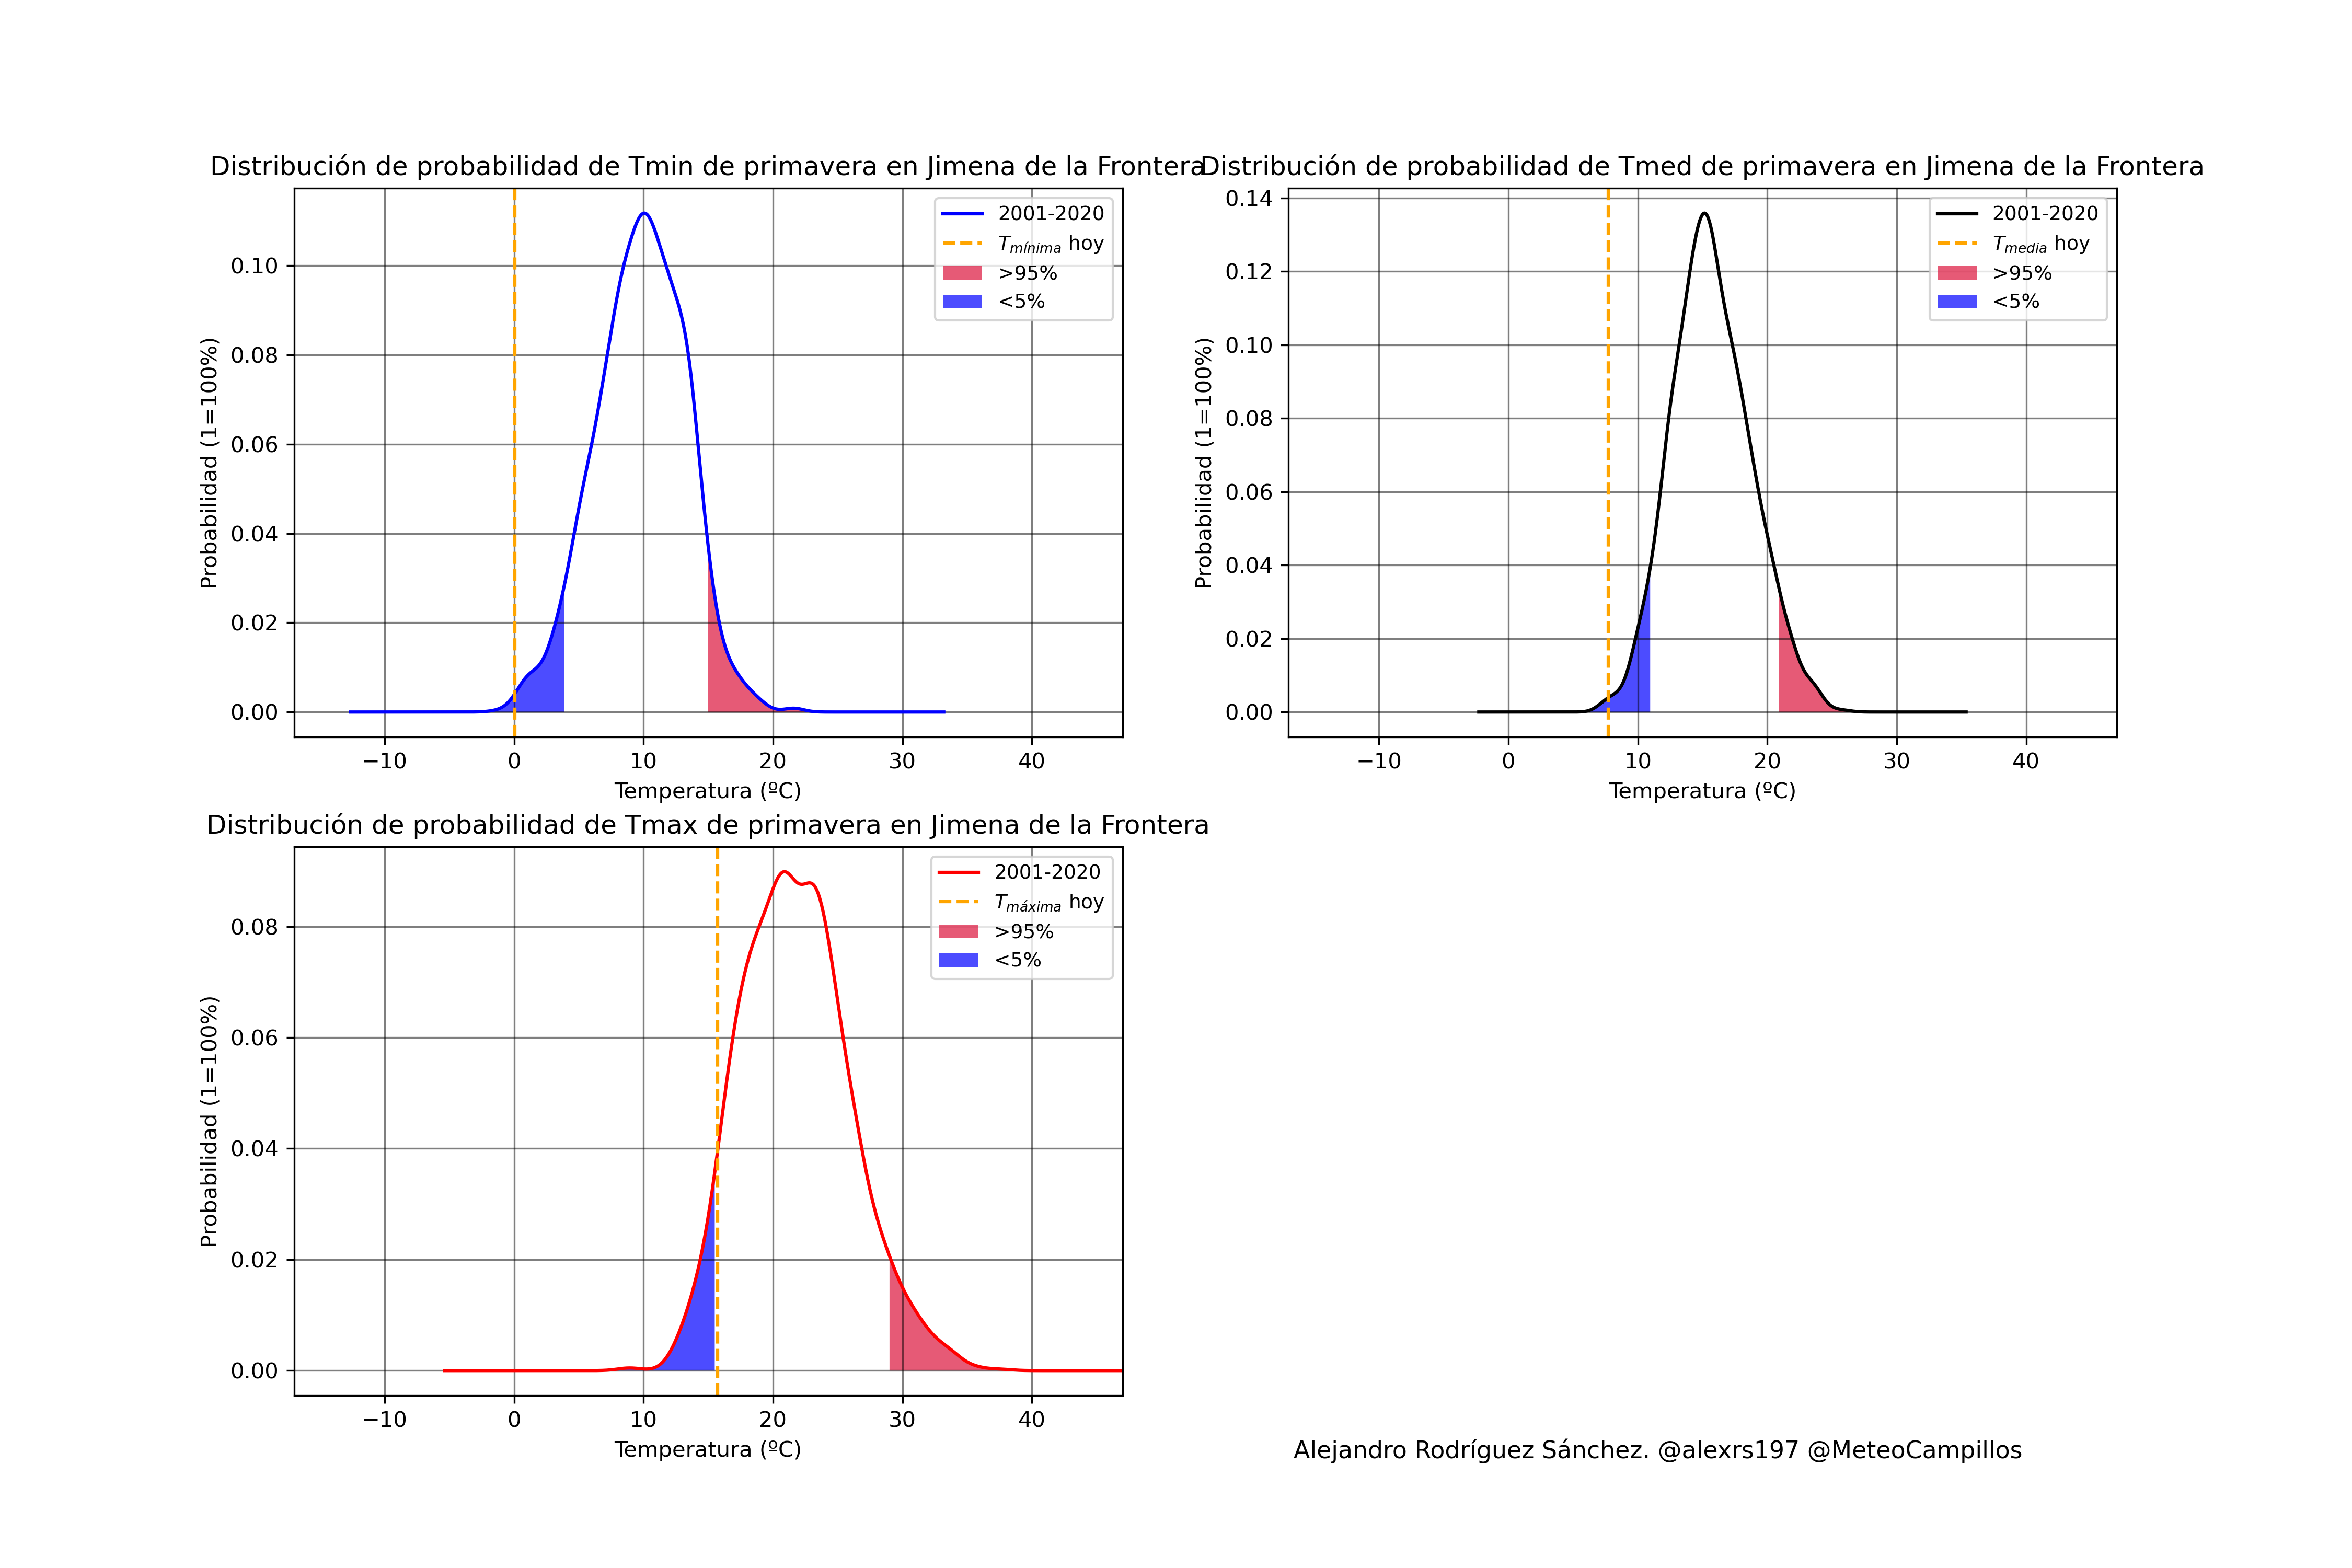 Distribución de probabilidad de Tmin de primavera en Jimena de la Frontera
Probabilidad (1=100%)
0.10
0.08
0.06
0.04
0.02
0.00
−10 0 10 20 30 40
Temperatura (ºC)
2001-2020
Tmínima hoy
>95%
<5%
Distribución de probabilidad de Tmed de primavera en Jimena de la Frontera
Probabilidad (1=100%)
0.14
0.12
0.10
0.08
0.06
0.04
0.02
0.00
−10 0 10 20 30 40
Temperatura (ºC)
2001-2020
Tmedia hoy
>95%
<5%
Distribución de probabilidad de Tmax de primavera en Jimena de la Frontera
Probabilidad (1=100%)
0.08
0.06
0.04
0.02
0.00
−10 0 10 20 30 40
Temperatura (ºC)
2001-2020
Tmáxima hoy
>95%
<5%
Alejandro Rodríguez Sánchez. @alexrs197 @MeteoCampillos